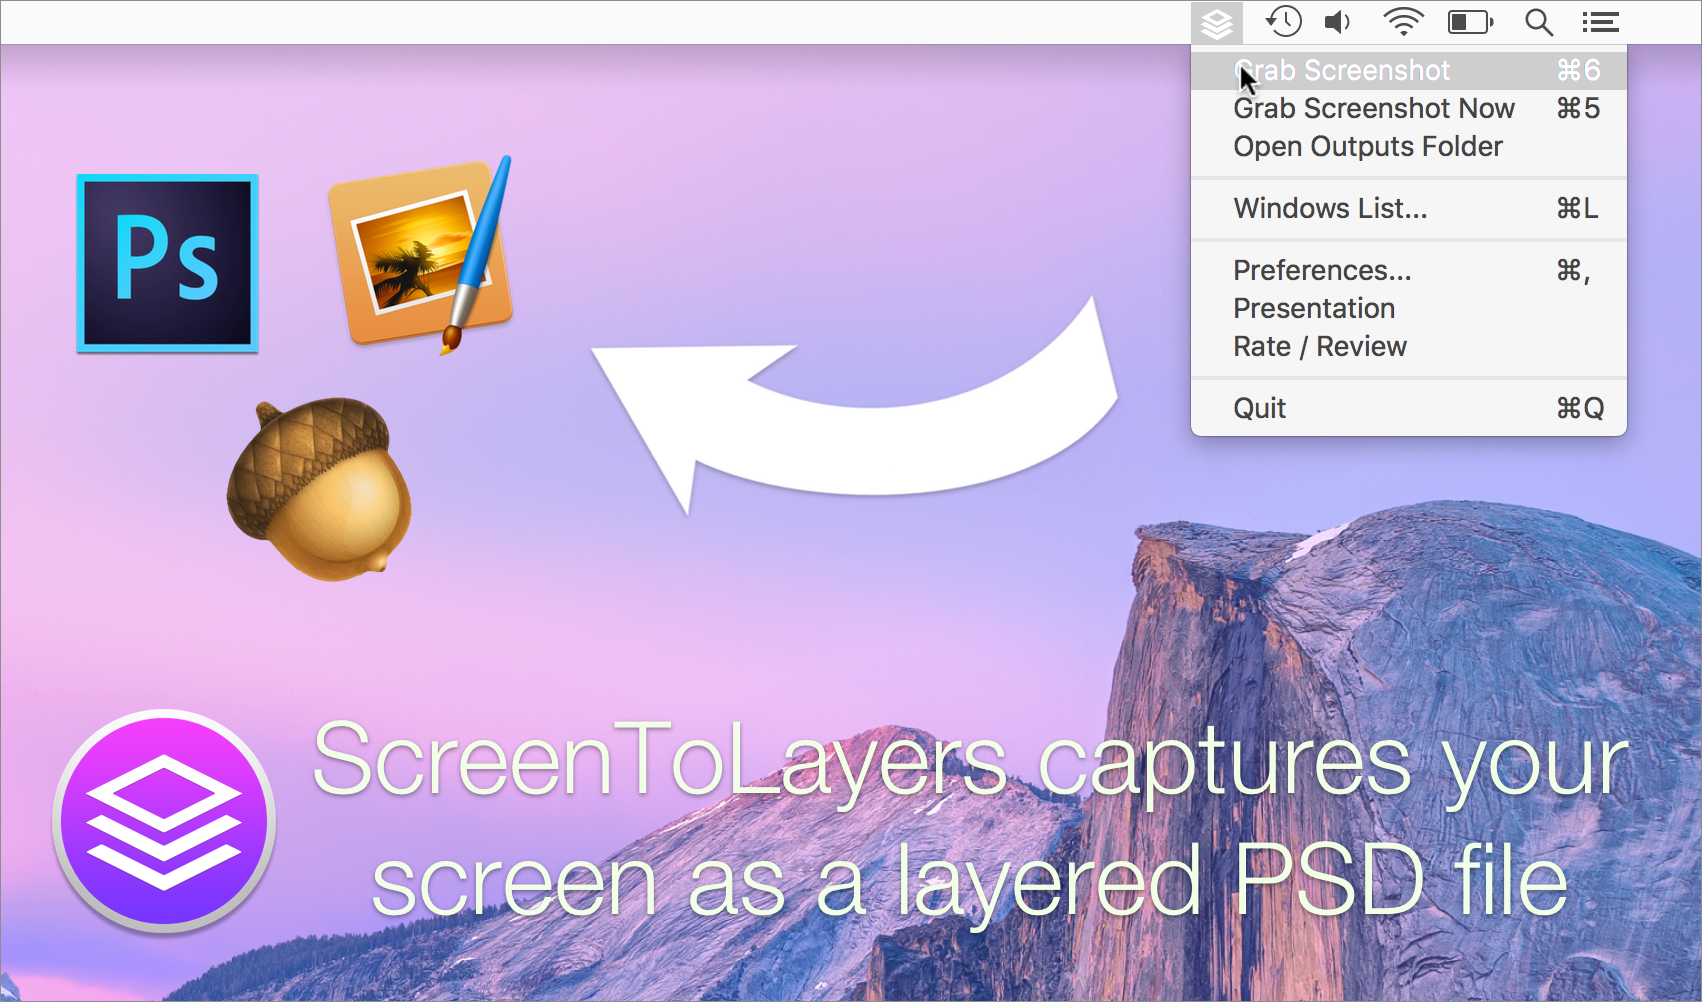 Grab Screenshot ⌘6
Grab Screenshot Now ⌘5
Open Outputs Folder
Windows List... ⌘L
Preferences... ⌘,
Presentation
Rate / Review
Quit ⌘Q
Ps
ScreenToLayers captures your
screen as a layered PSD file